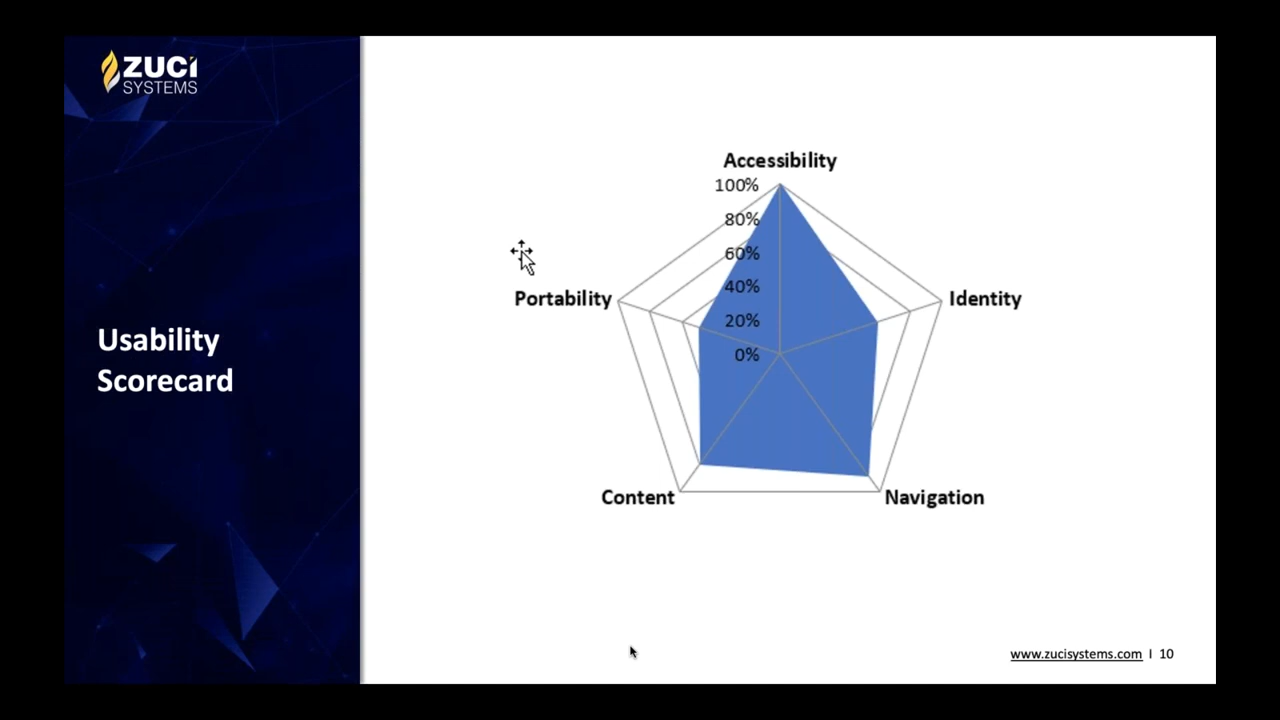 ZUCI
SYSTEMS
Usability
Scorecard
Accessibility
100%
80%
60%
40%
20%
0%
Portability
Identity
Content
Navigation
www.zucisystems.com I 10